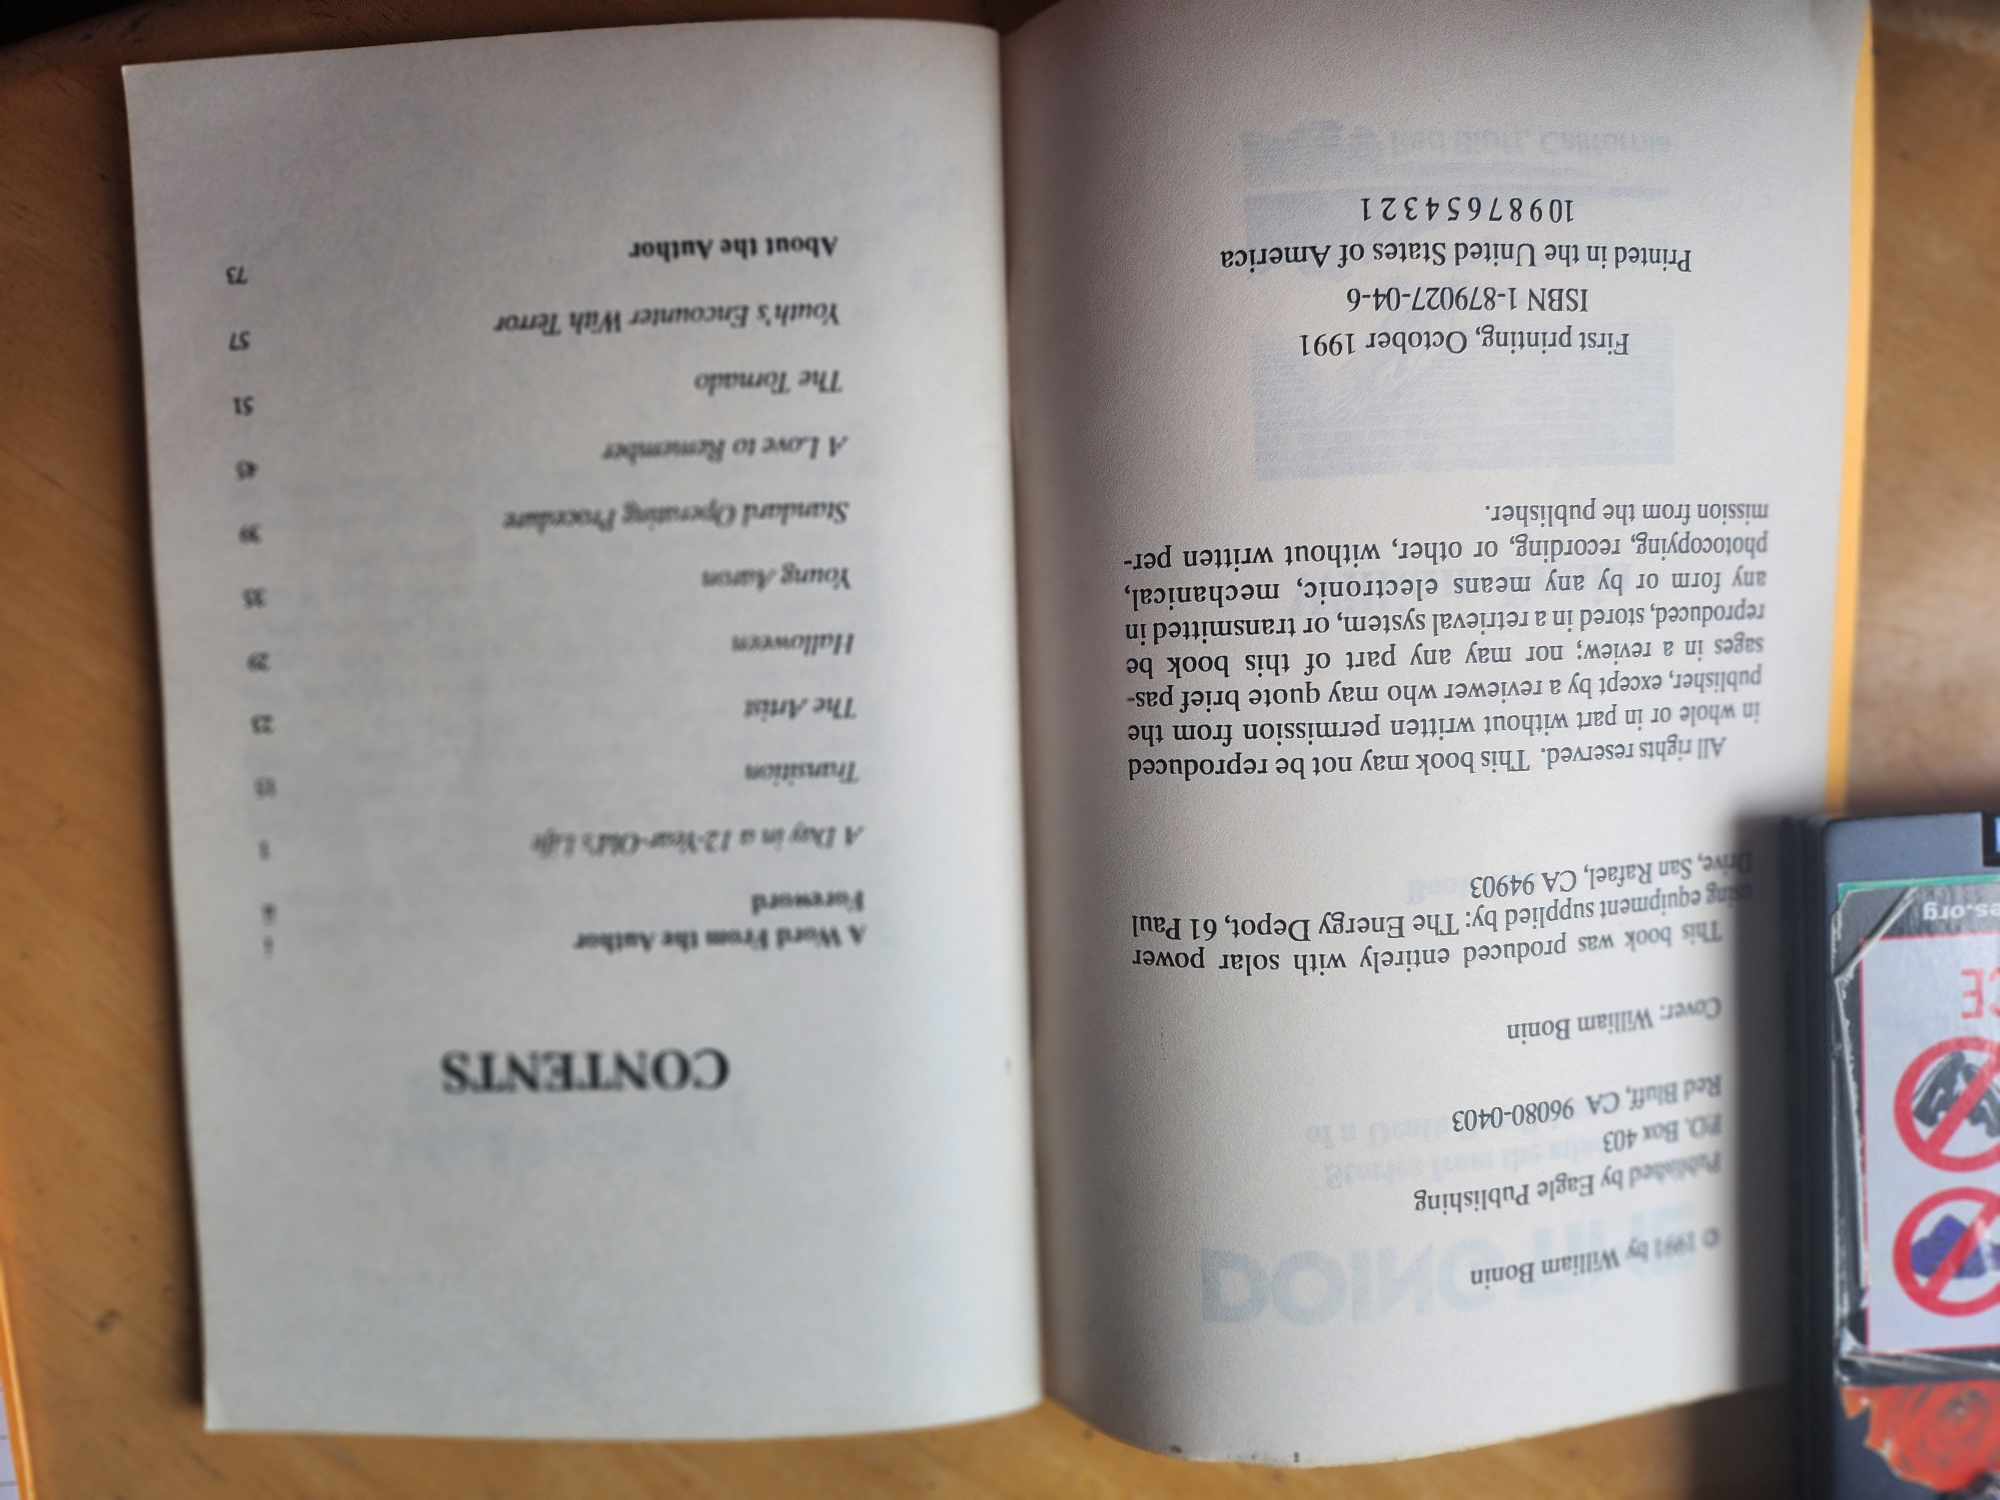 © 1991 by William Bonin
Published by Eagle Publishing
P.O. Box 403
Red Bluff, CA 96080-0403
Cover: William Bonin
This book was produced entirely with solar power
using equipment supplied by: The Energy Depot, 61 Paul
Drive, San Rafael, CA 94903
All rights reserved. This book may not be reproduced
in whole or in part without written permission from the
publisher, except by a reviewer who may quote brief pas-
sages in a review; nor may any part of this book be
reproduced, stored in a retrieval system, or transmitted in
any form or by any means electronic, mechanical,
photocopying, recording, or other, without written per-
mission from the publisher.
First printing, October 1991
ISBN 1-879027-04-6
Printed in the United States of America
10 9 8 7 6 5 4 3 2 1
CONTENTS
A Word From the Author
Foreword
A Day in a 12-Year-Old's Life
Transition
The Artist 23
Halloween 29
Young Aaron 35
Standard Operating Procedure 39
A Love to Remember 45
The Tornado 51
Youth's Encounter With Terror 57
About the Author 73
es.org
CE